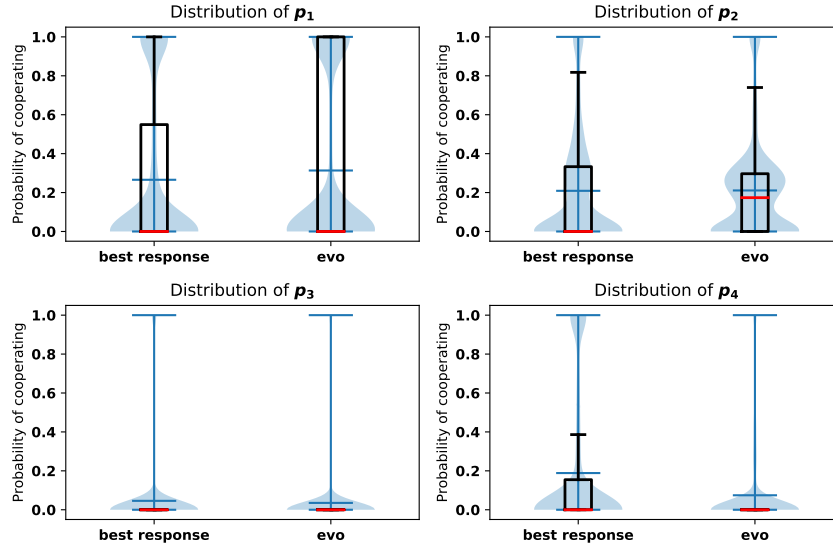 Distribution of p₁
Probability of cooperating
1.0
0.8
0.6
0.4
0.2
0.0
best response evo
Distribution of p₂
Probability of cooperating
1.0
0.8
0.6
0.4
0.2
0.0
best response evo
Distribution of p₃
Probability of cooperating
1.0
0.8
0.6
0.4
0.2
0.0
best response evo
Distribution of p₄
Probability of cooperating
1.0
0.8
0.6
0.4
0.2
0.0
best response evo